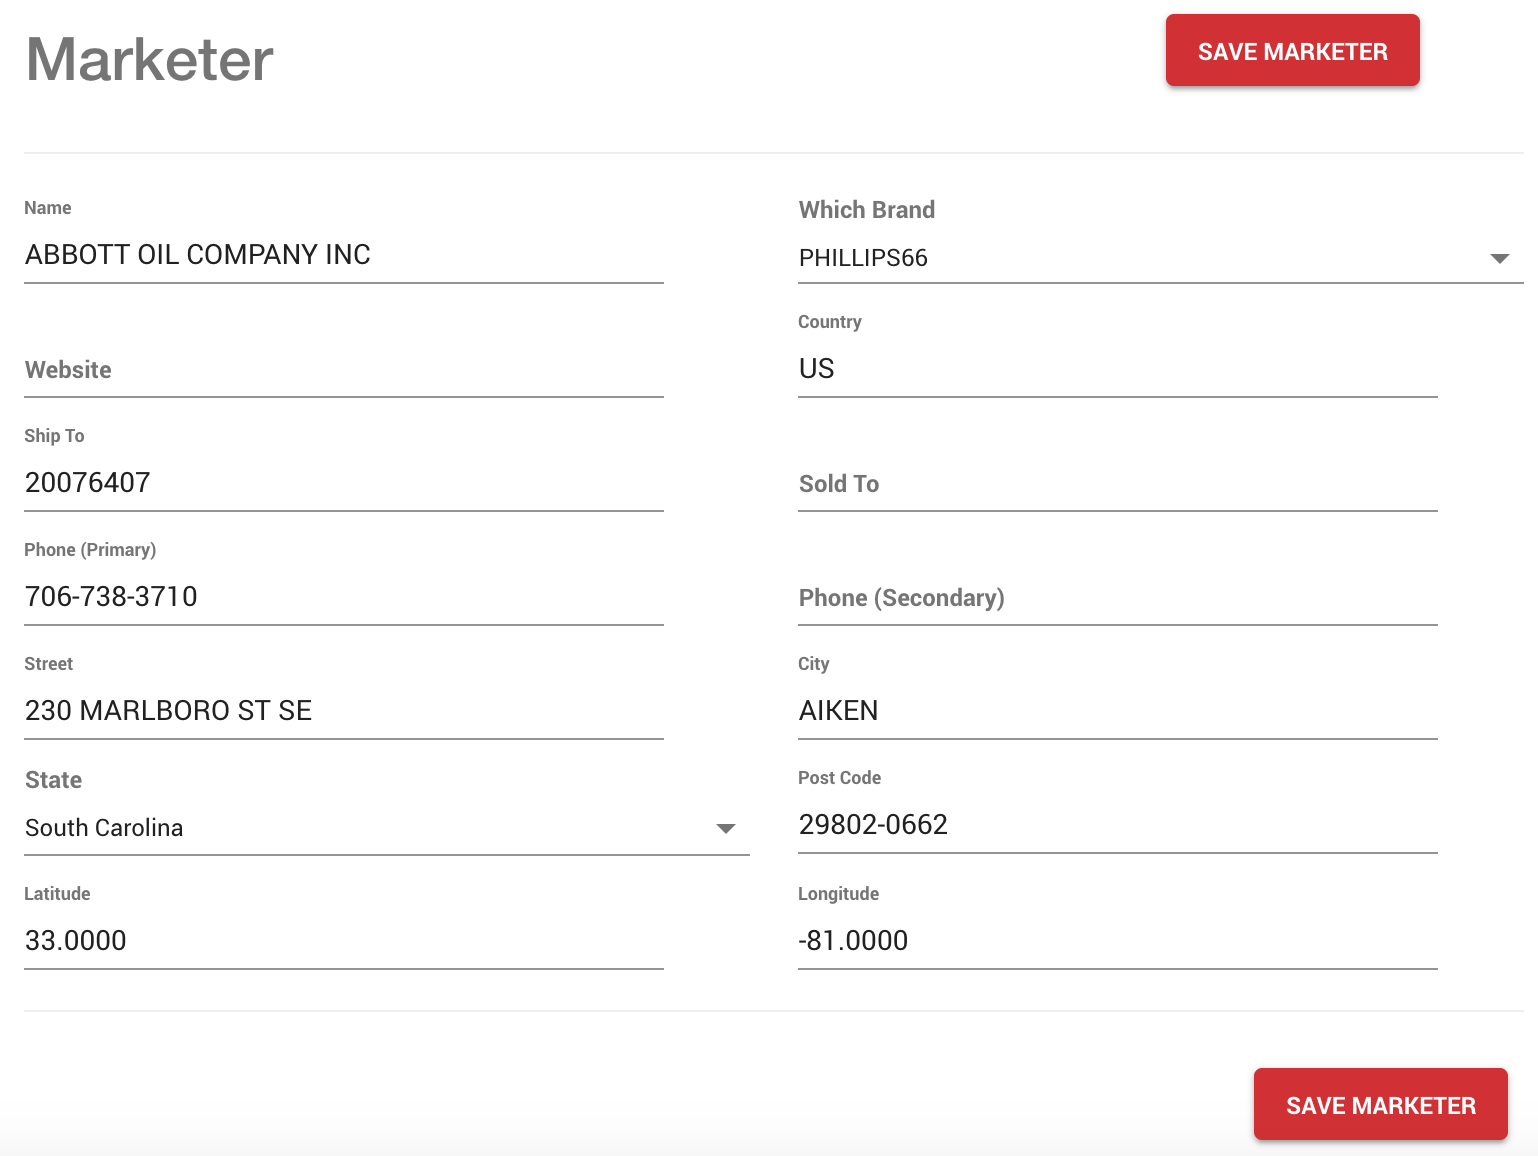 Marketer
SAVE MARKETER
Name
Which Brand
ABBOTT OIL COMPANY INC
PHILLIPS66
Country
Website
US
Ship To
20076407
Sold To
Phone (Primary)
706-738-3710
Phone (Secondary)
Street
City
230 MARLBORO ST SE
AIKEN
State
Post Code
South Carolina
29802-0662
Latitude
Longitude
33.0000
-81.0000
SAVE MARKETER